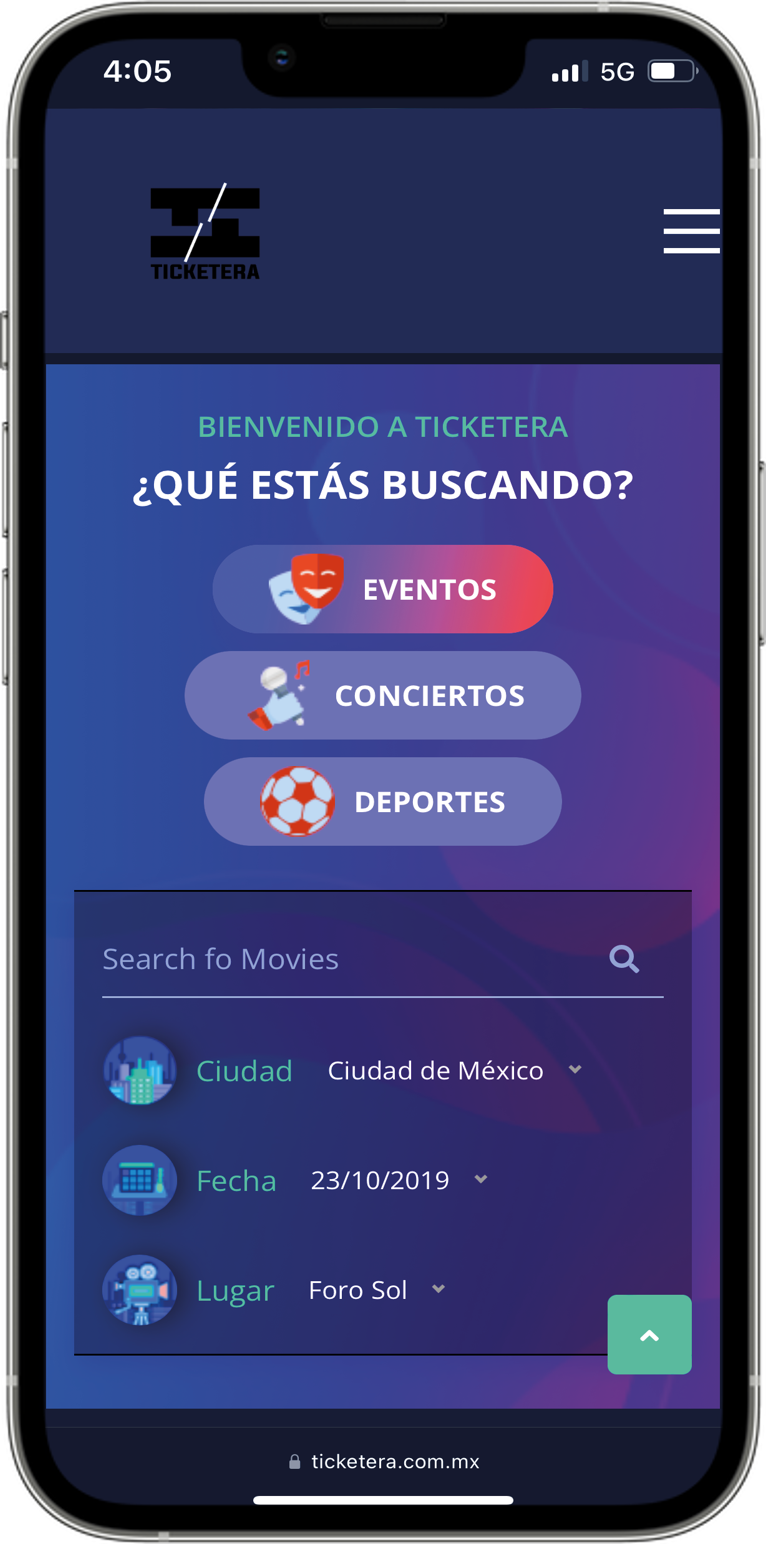 4:05
5G
TICKETERA
BIENVENIDO A TICKETERA
¿QUÉ ESTÁS BUSCANDO?
EVENTOS
CONCIERTOS
DEPORTES
Search fo Movies
Ciudad Ciudad de México
Fecha 23/10/2019
Lugar Foro Sol
ticketera.com.mx